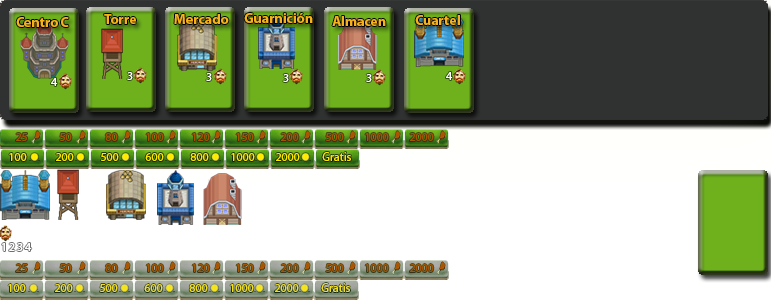 Centro C Torre Mercado Guarnición Almacen Cuartel
4 3 3 3 3 4
25 50 80 100 120 150 200 500 1000 2000
100 200 500 600 800 1000 2000 Gratis
1234
25 50 80 100 120 150 200 500 1000 2000
100 200 500 600 800 1000 2000 Gratis